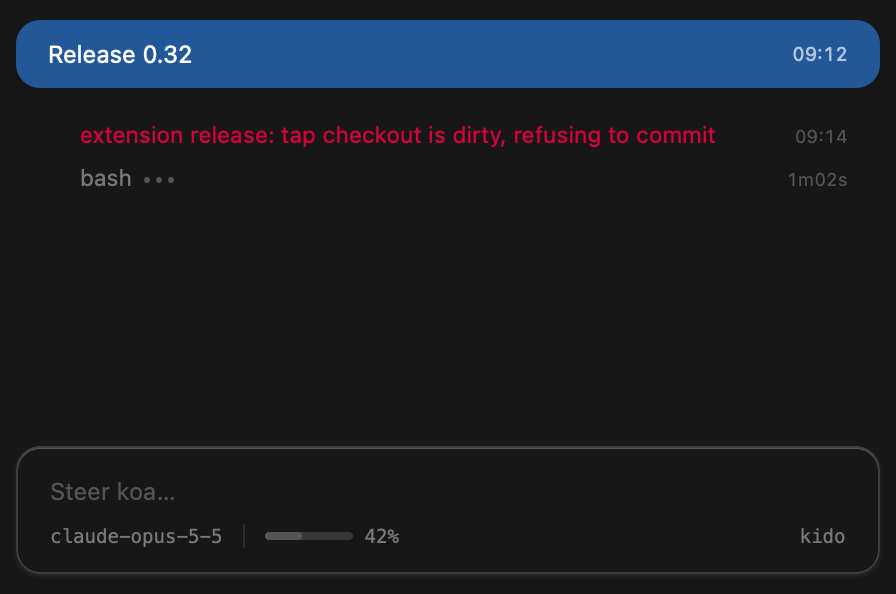 Release 0.32 09:12
extension release: tap checkout is dirty, refusing to commit 09:14
bash ••• 1m02s
Steer koa...
claude-opus-5-5 42% kido